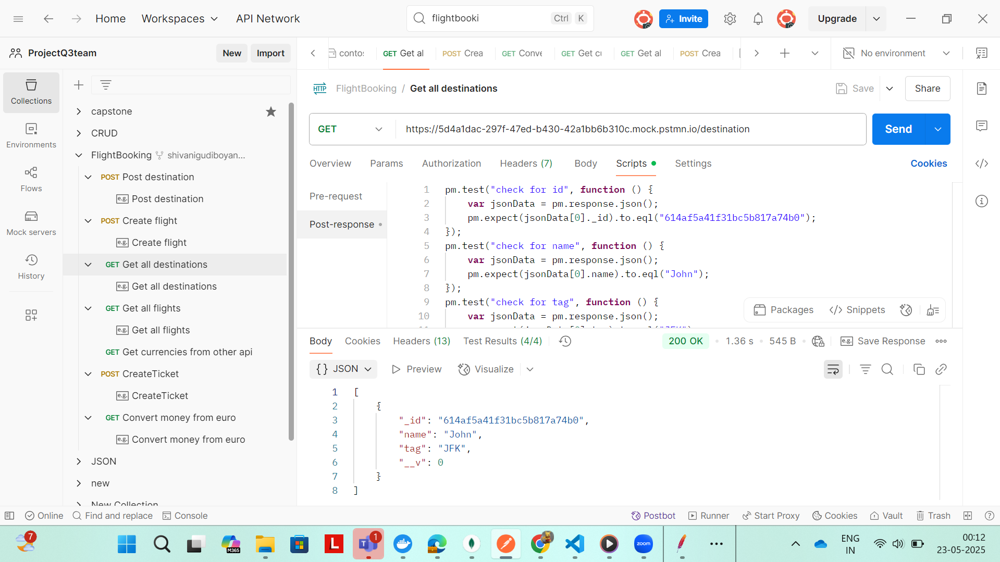 Home
Workspaces
API Network
flightbooki
Ctrl K
Invite
Upgrade
ProjectQ3team
New
Import
contos
GET Get al
POST Crea
GET Conve
GET Get cu
GET Get al
POST Crea
No environment
Collections
Environments
Flows
Mock servers
History
capstone
CRUD
FlightBooking shivanigudiboyan...
POST Post destination
e.g. Post destination
POST Create flight
e.g. Create flight
GET Get all destinations
e.g. Get all destinations
GET Get all flights
e.g. Get all flights
GET Get currencies from other api
POST CreateTicket
e.g. CreateTicket
GET Convert money from euro
e.g. Convert money from euro
JSON
new
New Collection
HTTP FlightBooking / Get all destinations
Save
Share
GET https://5d4a1dac-297f-47ed-b430-42a1bb6b310c.mock.pstmn.io/destination
Send
Overview Params Authorization Headers (7) Body Scripts Settings Cookies
Pre-request
Post-response
1 pm.test("check for id", function () {
2 var jsonData = pm.response.json();
3 pm.expect(jsonData[0]._id).to.eql("614af5a41f31bc5b817a74b0");
4 });
5 pm.test("check for name", function () {
6 var jsonData = pm.response.json();
7 pm.expect(jsonData[0].name).to.eql("John");
8 });
9 pm.test("check for tag", function () {
10 var jsonData = pm.response.json();
Packages Snippets
Body Cookies Headers (13) Test Results (4/4)
200 OK 1.36 s 545 B e.g. Save Response
{} JSON Preview Visualize
1 [
2 {
3 "_id": "614af5a41f31bc5b817a74b0",
4 "name": "John",
5 "tag": "JFK",
6 "__v": 0
7 }
8 ]
Online Find and replace Console
Postbot Runner Start Proxy Cookies Vault Trash
7
M365
L
1
zoom
ENG
IN
00:12
23-05-2025